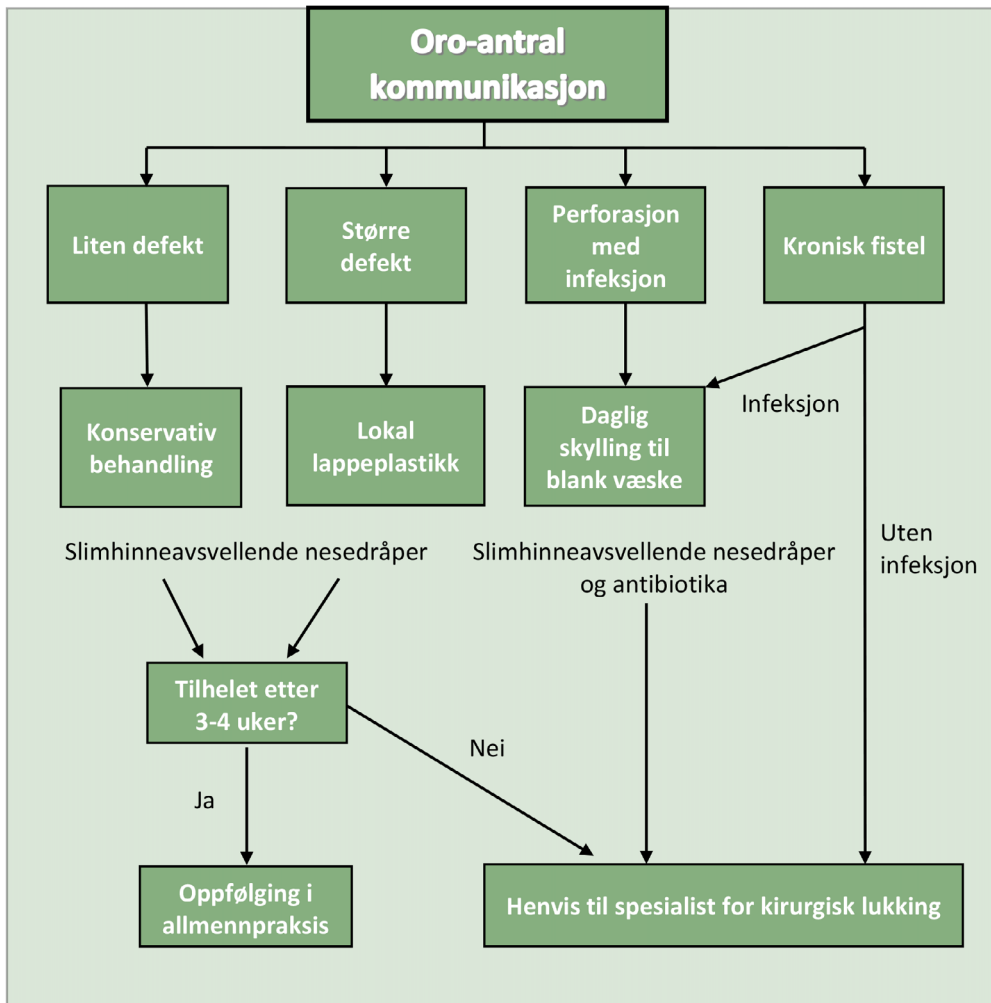 Oro-antral
kommunikasjon
Liten defekt
Større
defekt
Perforasjon
med
infeksjon
Kronisk fistel
Konservativ
behandling
Lokal
lappeplastikk
Daglig
skylling til
blank væske
Infeksjon
Slimhinneavsvellende nesedråper
Slimhinneavsvellende nesedråper
og antibiotika
Uten
infeksjon
Tilhelet etter
3-4 uker?
Nei
Ja
Oppfølging i
allmennpraksis
Henvis til spesialist for kirurgisk lukking